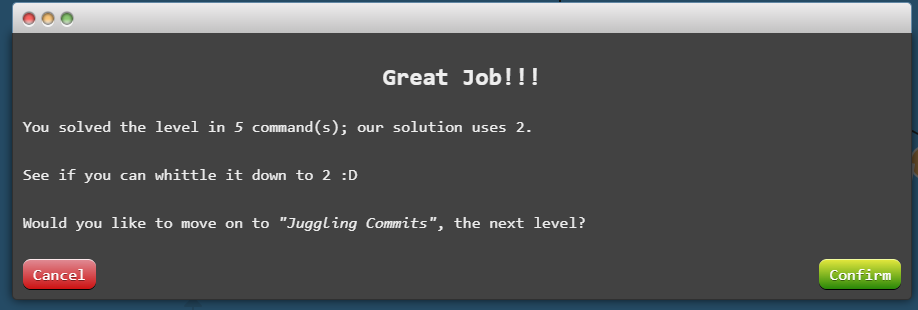 Great Job!!!
You solved the level in 5 command(s); our solution uses 2.
See if you can whittle it down to 2 :D
Would you like to move on to "Juggling Commits", the next level?
Cancel
Confirm